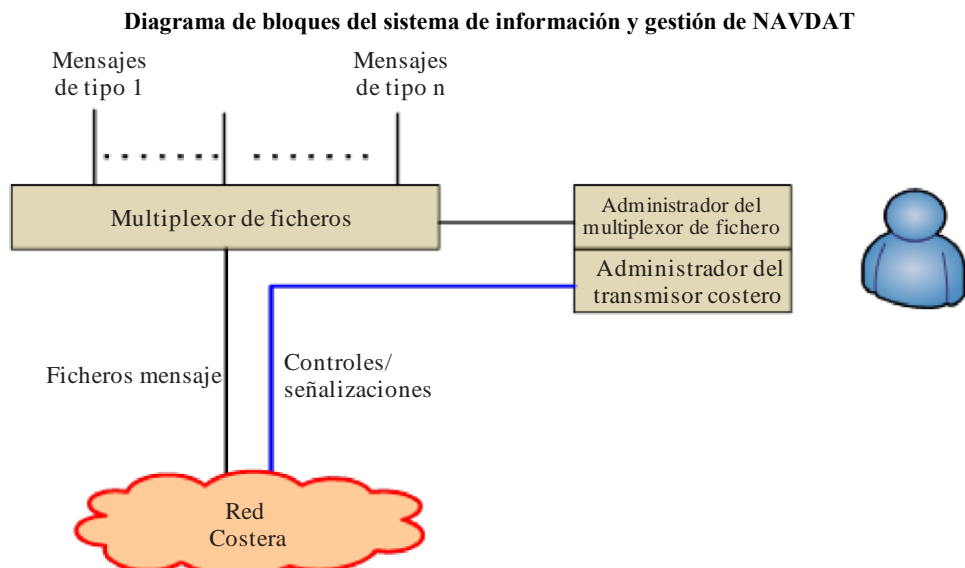 Diagrama de bloques del sistema de información y gestión de NAVDAT
Mensajes
de tipo 1
Mensajes
de tipo n
Multiplexor de ficheros
Administrador del
multiplexor de fichero
Administrador del
transmisor costero
Ficheros mensaje
Controles/
señalizaciones
Red
Costera